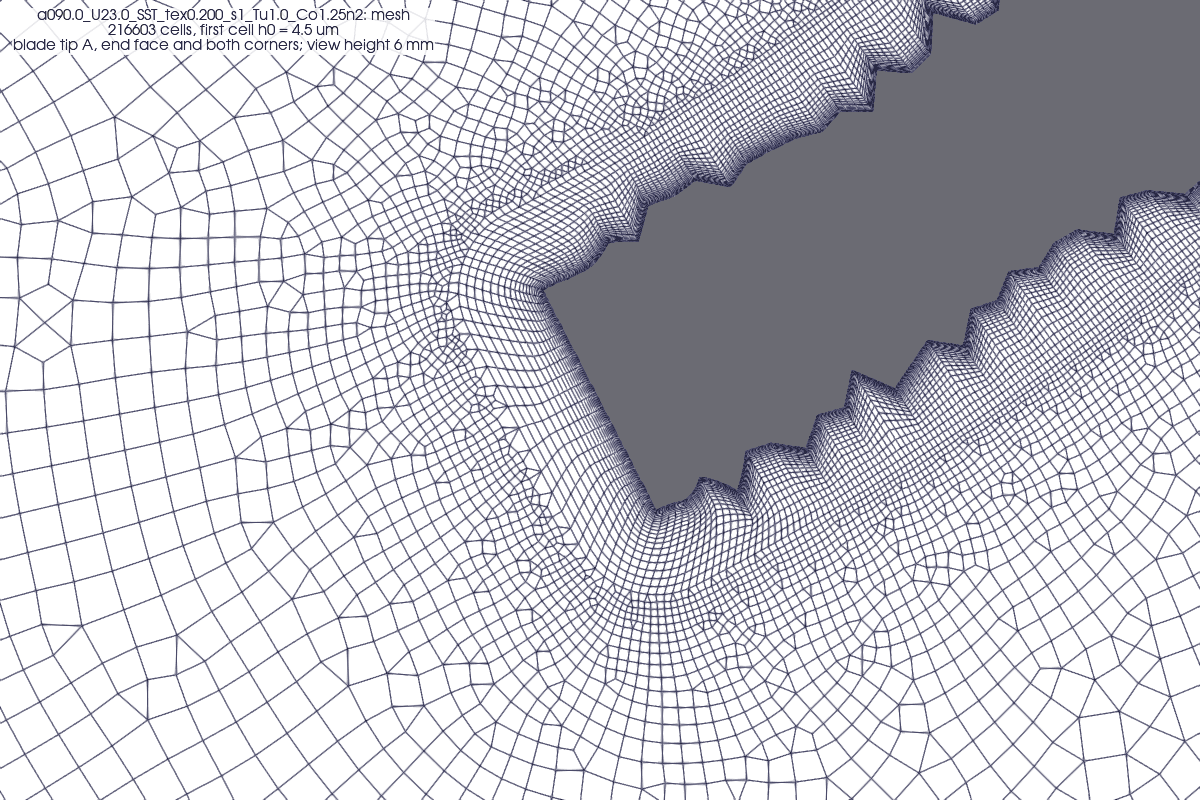 a090.0_U23.0_SST_tex0.200_s1_Tu1.0_Co1.25n2: mesh
216603 cells, first cell h0 = 4.5 um
blade tip A, end face and both corners; view height 6 mm